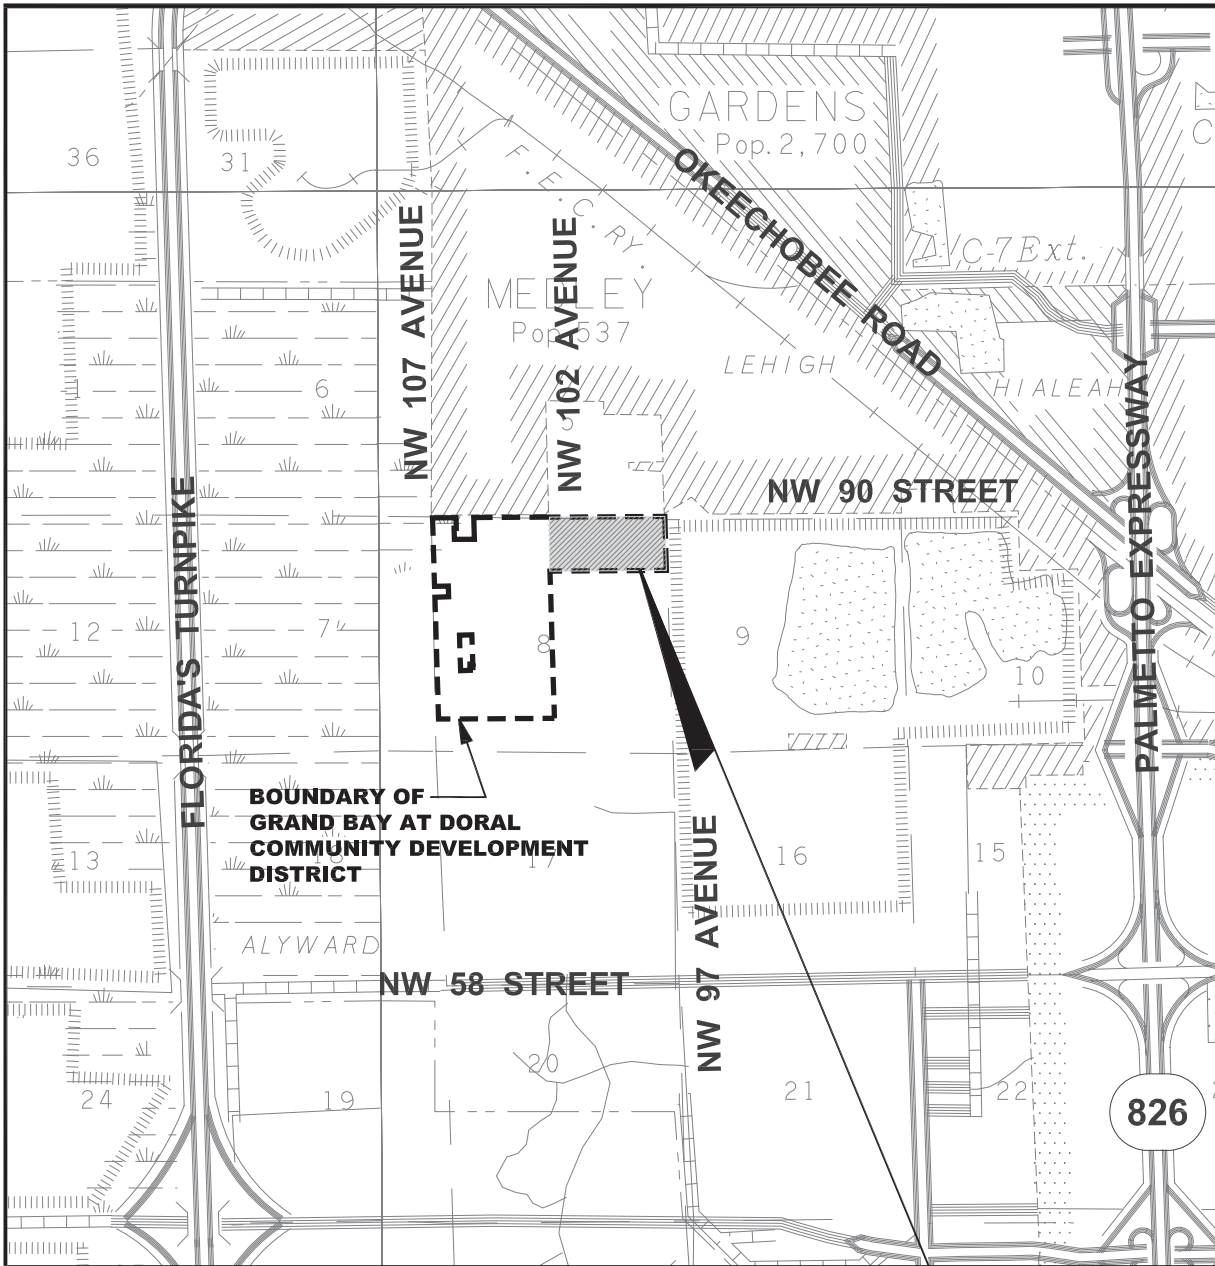 GARDENS
Pop. 2,700
36
31
F. E. C. RY.
OKEECHOBEE ROAD
C-7 Ext.
NW 107 AVENUE
NW 102 AVENUE
MEDLEY
Pop 537
LEHIGH
HIALEAH
1
6
5
PALMETTO EXPRESSWAY
NW 90 STREET
FLORIDA'S TURNPIKE
12
7
8
9
10
BOUNDARY OF
GRAND BAY AT DORAL
COMMUNITY DEVELOPMENT
DISTRICT
13
18
17
16
15
NW 97 AVENUE
ALYWARD
NW 58 STREET
20
24
19
21
22
826